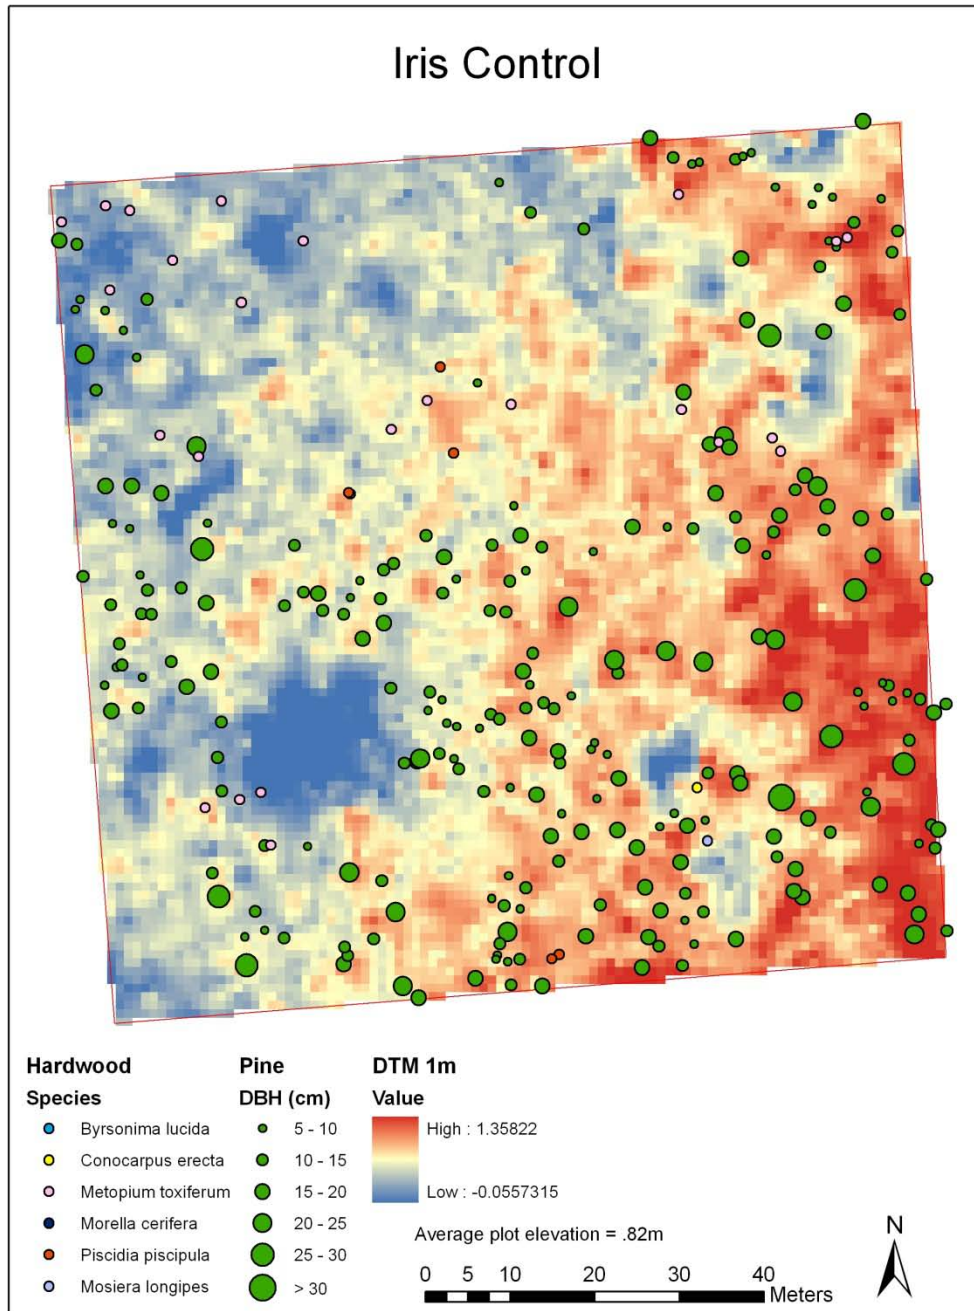 Iris Control
Hardwood
Species
Byrsonima lucida
Conocarpus erecta
Metopium toxiferum
Morella cerifera
Piscidia piscipula
Mosiera longipes
Pine
DBH (cm)
5 - 10
10 - 15
15 - 20
20 - 25
25 - 30
> 30
DTM 1m
Value
High : 1.35822
Low : -0.0557315
Average plot elevation = .82m
0 5 10 20 30 40
Meters
N